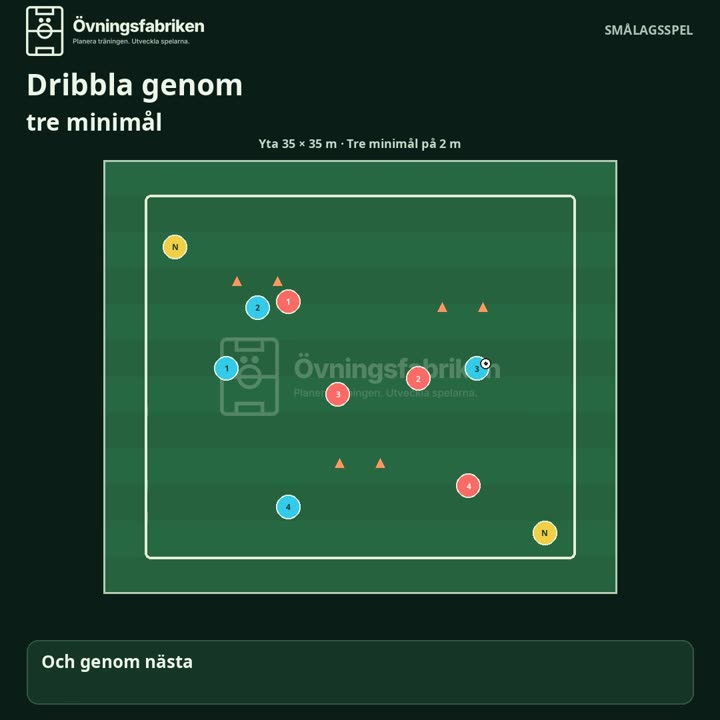 Övningsfabriken
Planera träningen. Utveckla spelarna.
SMÅLAGSSPEL
Dribbla genom
tre minimål
Yta 35 × 35 m · Tre minimål på 2 m
N
2
1
1
Övningsfabriken
3
2
3
Planera träningen. Utveckla spelarna.
4
4
N
Och genom nästa